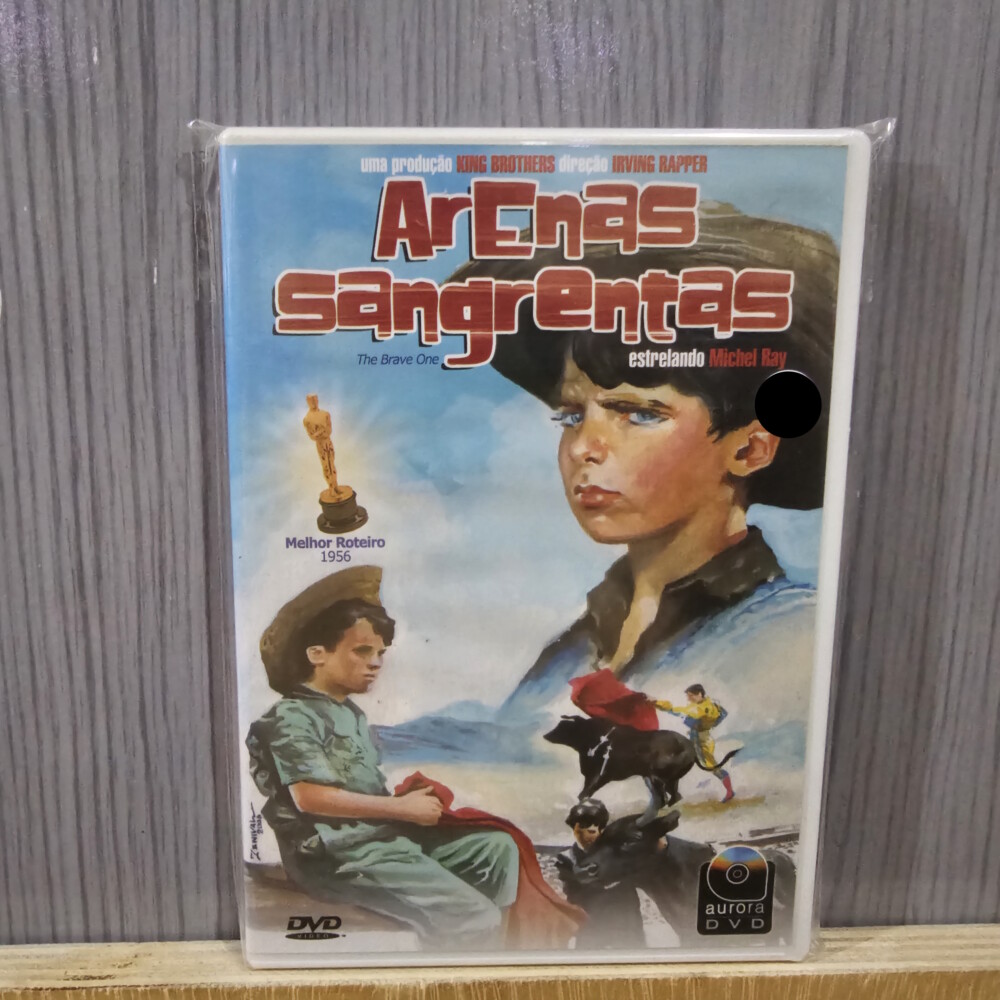 uma produção KING BROTHERS direção IRVING RAPPER
ArEnas
sangrentas
The Brave One
estrelando Michel Ray
Melhor Roteiro
1956
DVD
VIDEO
aurora
DVD